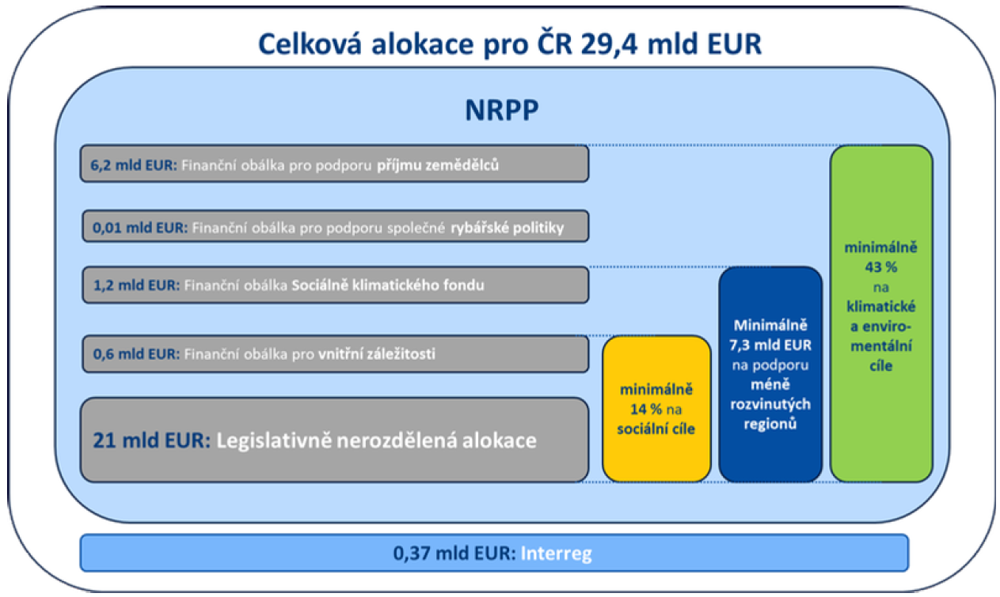 Celková alokace pro ČR 29,4 mld EUR
NRPP
6,2 mld EUR: Finanční obálka pro podporu příjmu zemědělců
0,01 mld EUR: Finanční obálka pro podporu společné rybářské politiky
1,2 mld EUR: Finanční obálka Sociálně klimatického fondu
0,6 mld EUR: Finanční obálka pro vnitřní záležitosti
21 mld EUR: Legislativně nerozdělená alokace
minimálně
14 % na
sociální cíle
Minimálně
7,3 mld EUR
na podporu
méně
rozvinutých
regionů
minimálně
43 %
na
klimatické
a enviro-
mentální
cíle
0,37 mld EUR: Interreg